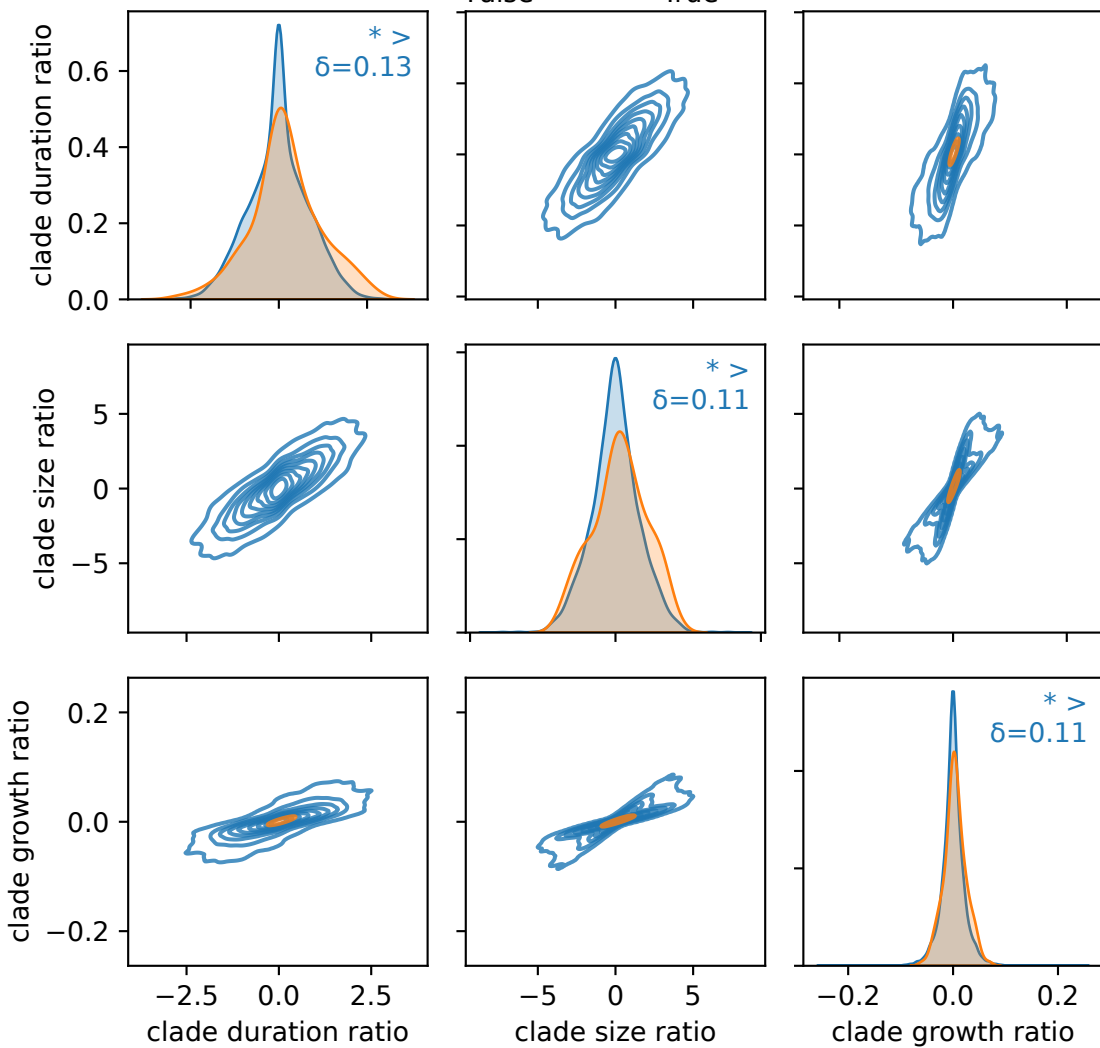 * >
δ=0.13
clade duration ratio
0.6
0.4
0.2
0.0
* >
δ=0.11
clade size ratio
5
0
−5
* >
δ=0.11
clade growth ratio
0.2
0.0
−0.2
−2.5 0.0 2.5 −5 0 5 −0.2 0.0 0.2
clade duration ratio clade size ratio clade growth ratio